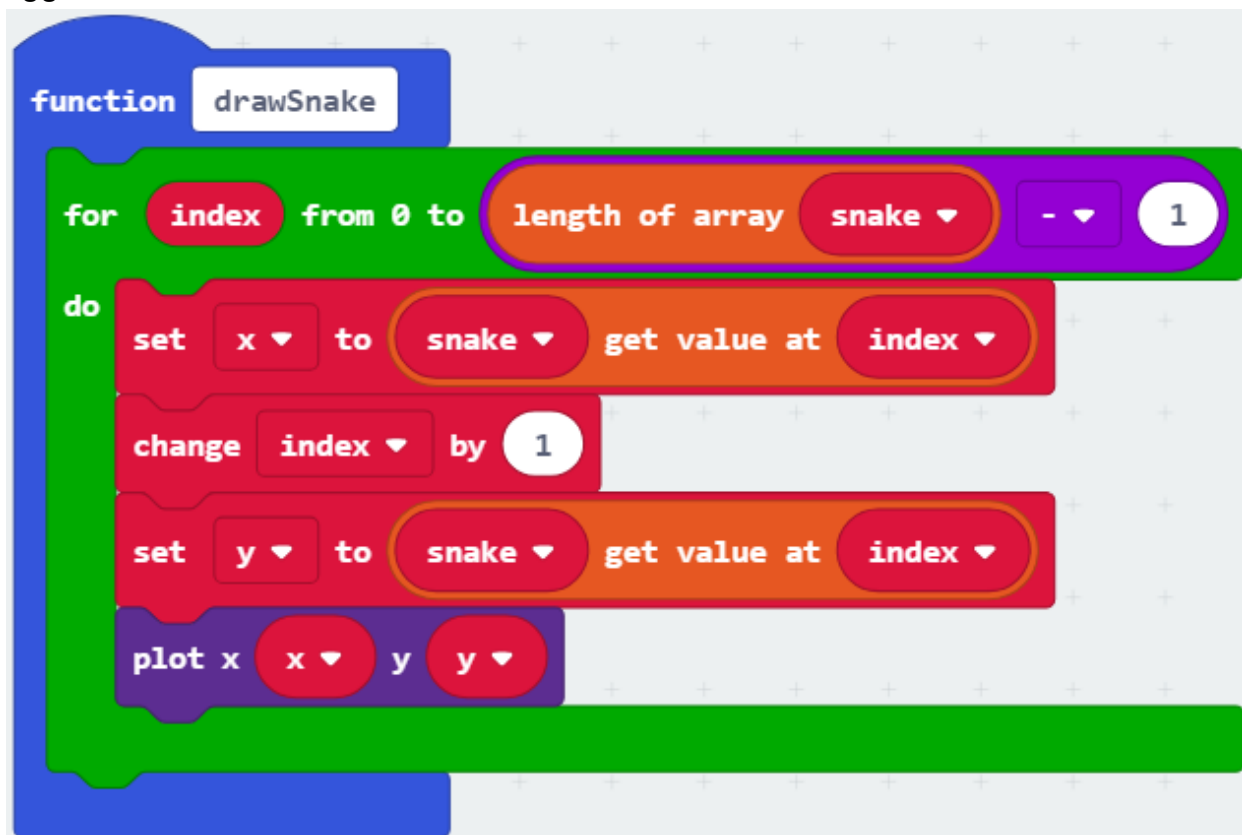 function drawSnake
for index from 0 to length of array snake - 1
do
set x to snake get value at index
change index by 1
set y to snake get value at index
plot x x y y